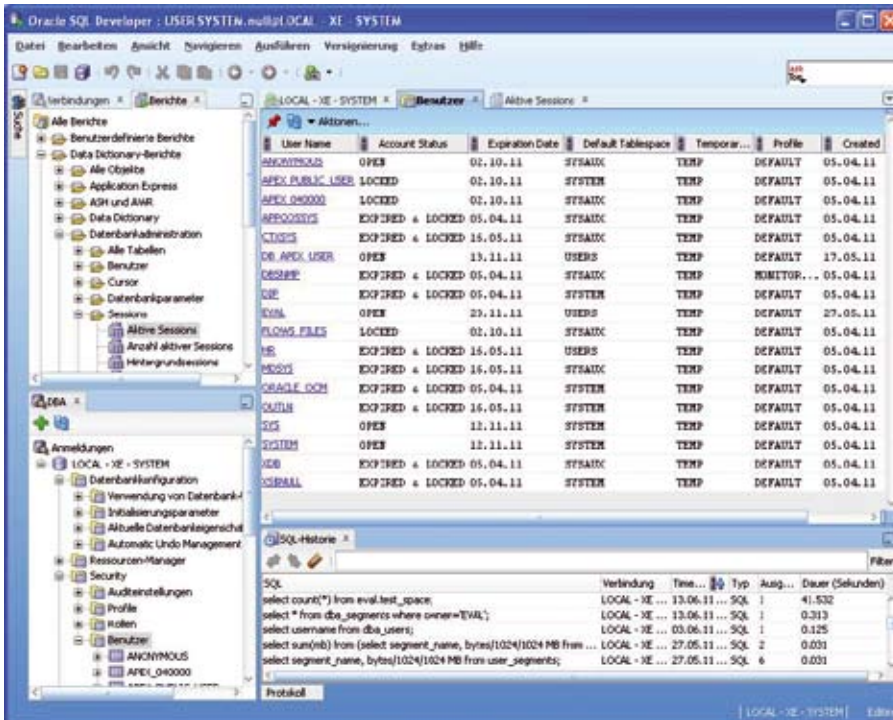 Oracle SQL Developer : USER SYSTEM.null@LOCAL - XE - SYSTEM
Datei Bearbeiten Ansicht Navigieren Ausführen Versionierung Extras Hilfe
Suche
Verbindungen Berichte
Alle Berichte
Benutzerdefinierte Berichte
Data Dictionary-Berichte
Alle Objekte
Application Express
ASH und AWR
Data Dictionary
Datenbankadministration
Alle Tabellen
Benutzer
Cursor
Datenbankparameter
Sessions
Aktive Sessions
Anzahl aktiver Sessions
Hintergrundsessions
DBA
Anmeldungen
LOCAL - XE - SYSTEM
Datenbankkonfiguration
Verwendung von Datenbank-
Initialisierungsparameter
Aktuelle Datenbankeigenschaf
Automatic Undo Management
Ressourcen-Manager
Security
Auditeinstellungen
Profile
Rollen
Benutzer
ANONYMOUS
APEX_040000
LOCAL - XE - SYSTEM Benutzer Aktive Sessions
Aktionen...
User Name Account Status Expiration Date Default Tablespace Temporar... Profile Created
ANONYMOUS OPEN 02.10.11 SYSAUX TEMP DEFAULT 05.04.11
APEX_PUBLIC_USER LOCKED 02.10.11 SYSTEM TEMP DEFAULT 05.04.11
APEX_040000 LOCKED 02.10.11 SYSAUX TEMP DEFAULT 05.04.11
APPQOSSYS EXPIRED & LOCKED 05.04.11 SYSAUX TEMP DEFAULT 05.04.11
CTXSYS EXPIRED & LOCKED 16.05.11 SYSAUX TEMP DEFAULT 05.04.11
DB_APEX_USER OPEN 13.11.11 USERS TEMP DEFAULT 17.05.11
DBSNMP EXPIRED & LOCKED 05.04.11 SYSAUX TEMP MONITOR... 05.04.11
DIP EXPIRED & LOCKED 05.04.11 SYSTEM TEMP DEFAULT 05.04.11
EVAL OPEN 23.11.11 USERS TEMP DEFAULT 27.05.11
FLOWS_FILES LOCKED 02.10.11 SYSAUX TEMP DEFAULT 05.04.11
HR EXPIRED & LOCKED 16.05.11 USERS TEMP DEFAULT 05.04.11
MDSYS EXPIRED & LOCKED 16.05.11 SYSAUX TEMP DEFAULT 05.04.11
ORACLE_OCM EXPIRED & LOCKED 05.04.11 SYSTEM TEMP DEFAULT 05.04.11
OUTLN EXPIRED & LOCKED 16.05.11 SYSTEM TEMP DEFAULT 05.04.11
SYS OPEN 12.11.11 SYSTEM TEMP DEFAULT 05.04.11
SYSTEM OPEN 12.11.11 SYSTEM TEMP DEFAULT 05.04.11
XDB EXPIRED & LOCKED 05.04.11 SYSAUX TEMP DEFAULT 05.04.11
XS$NULL EXPIRED & LOCKED 05.04.11 SYSTEM TEMP DEFAULT 05.04.11
SQL-Historie
Filter
SQL Verbindung Time... Typ Ausg... Dauer (Sekunden)
select count(*) from eval.test_space; LOCAL - XE ... 13.06.11 ... SQL 1 41.532
select * from dba_segments where owner='EVAL'; LOCAL - XE ... 13.06.11 ... SQL 1 0.313
select username from dba_users; LOCAL - XE ... 03.06.11 ... SQL 1 0.125
select sum(mb) from (select segment_name, bytes/1024/1024 MB from ... LOCAL - XE ... 27.05.11 ... SQL 2 0.031
select segment_name, bytes/1024/1024 MB from user_segments; LOCAL - XE ... 27.05.11 ... SQL 6 0.031
Protokoll
LOCAL - XE - SYSTEM